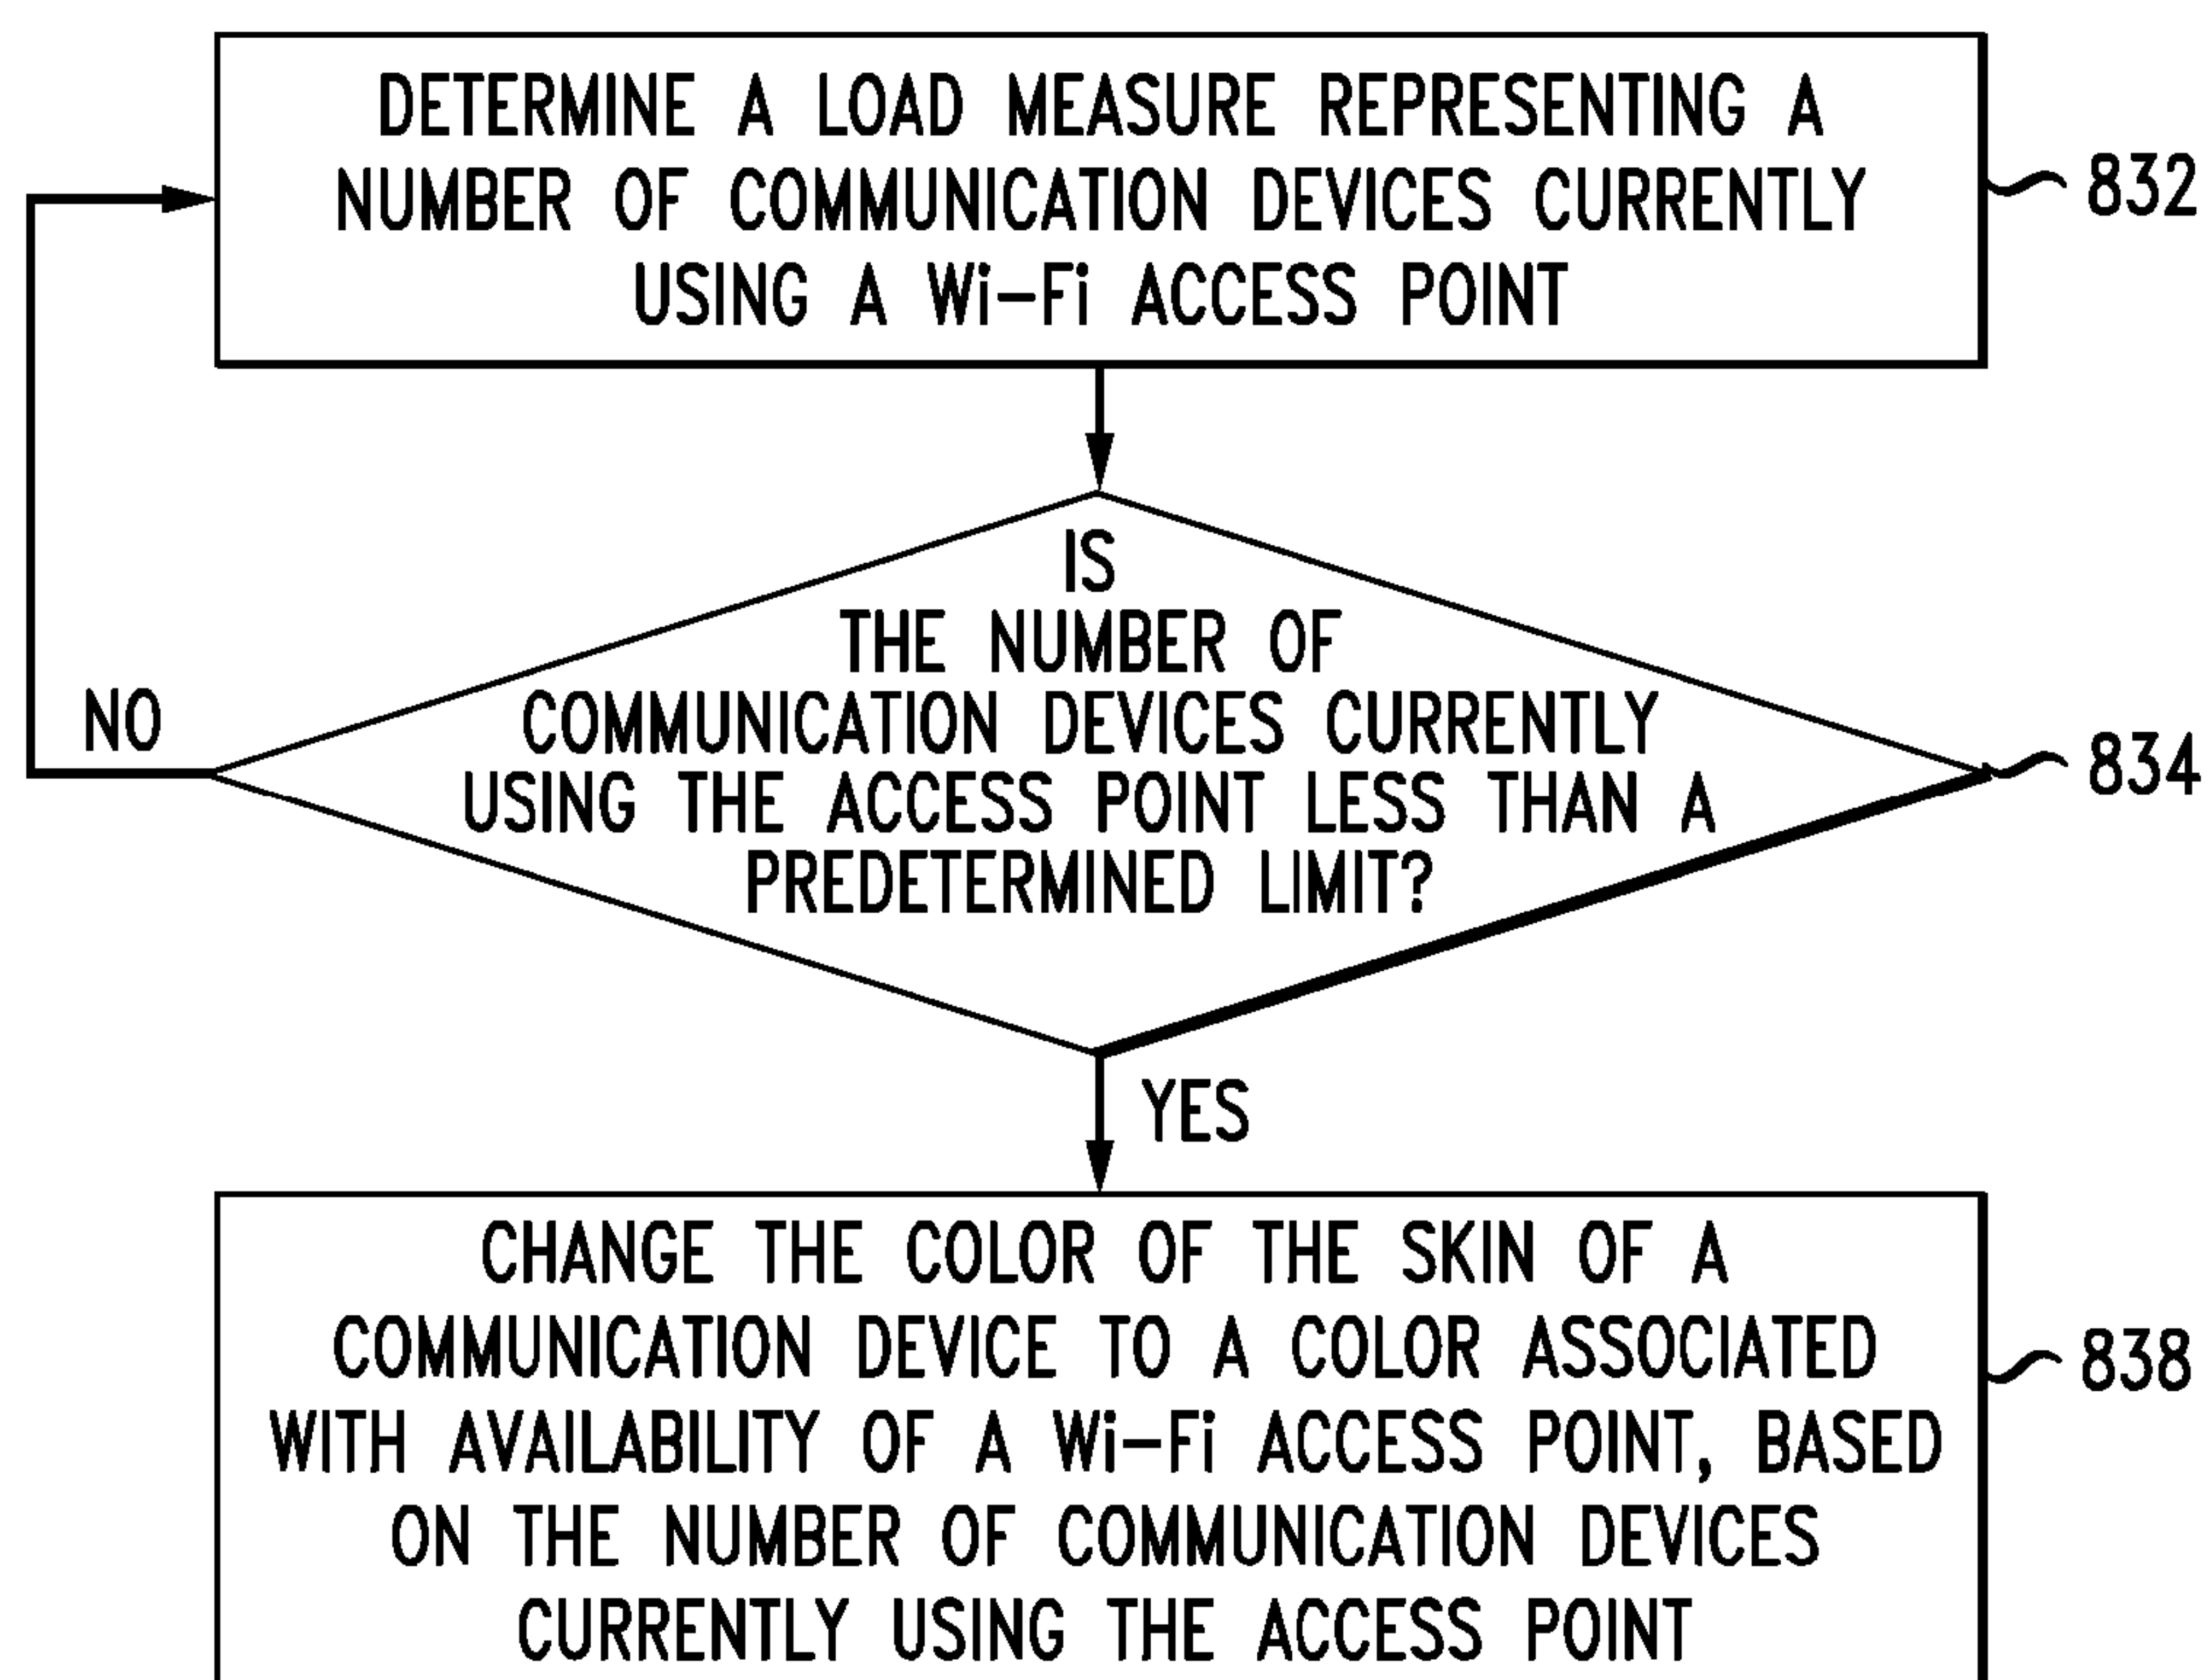 DETERMINE A LOAD MEASURE REPRESENTING A
NUMBER OF COMMUNICATION DEVICES CURRENTLY
USING A Wi-Fi ACCESS POINT
832
IS
THE NUMBER OF
COMMUNICATION DEVICES CURRENTLY
USING THE ACCESS POINT LESS THAN A
PREDETERMINED LIMIT?
NO
834
YES
CHANGE THE COLOR OF THE SKIN OF A
COMMUNICATION DEVICE TO A COLOR ASSOCIATED
WITH AVAILABILITY OF A Wi-Fi ACCESS POINT, BASED
ON THE NUMBER OF COMMUNICATION DEVICES
CURRENTLY USING THE ACCESS POINT
838